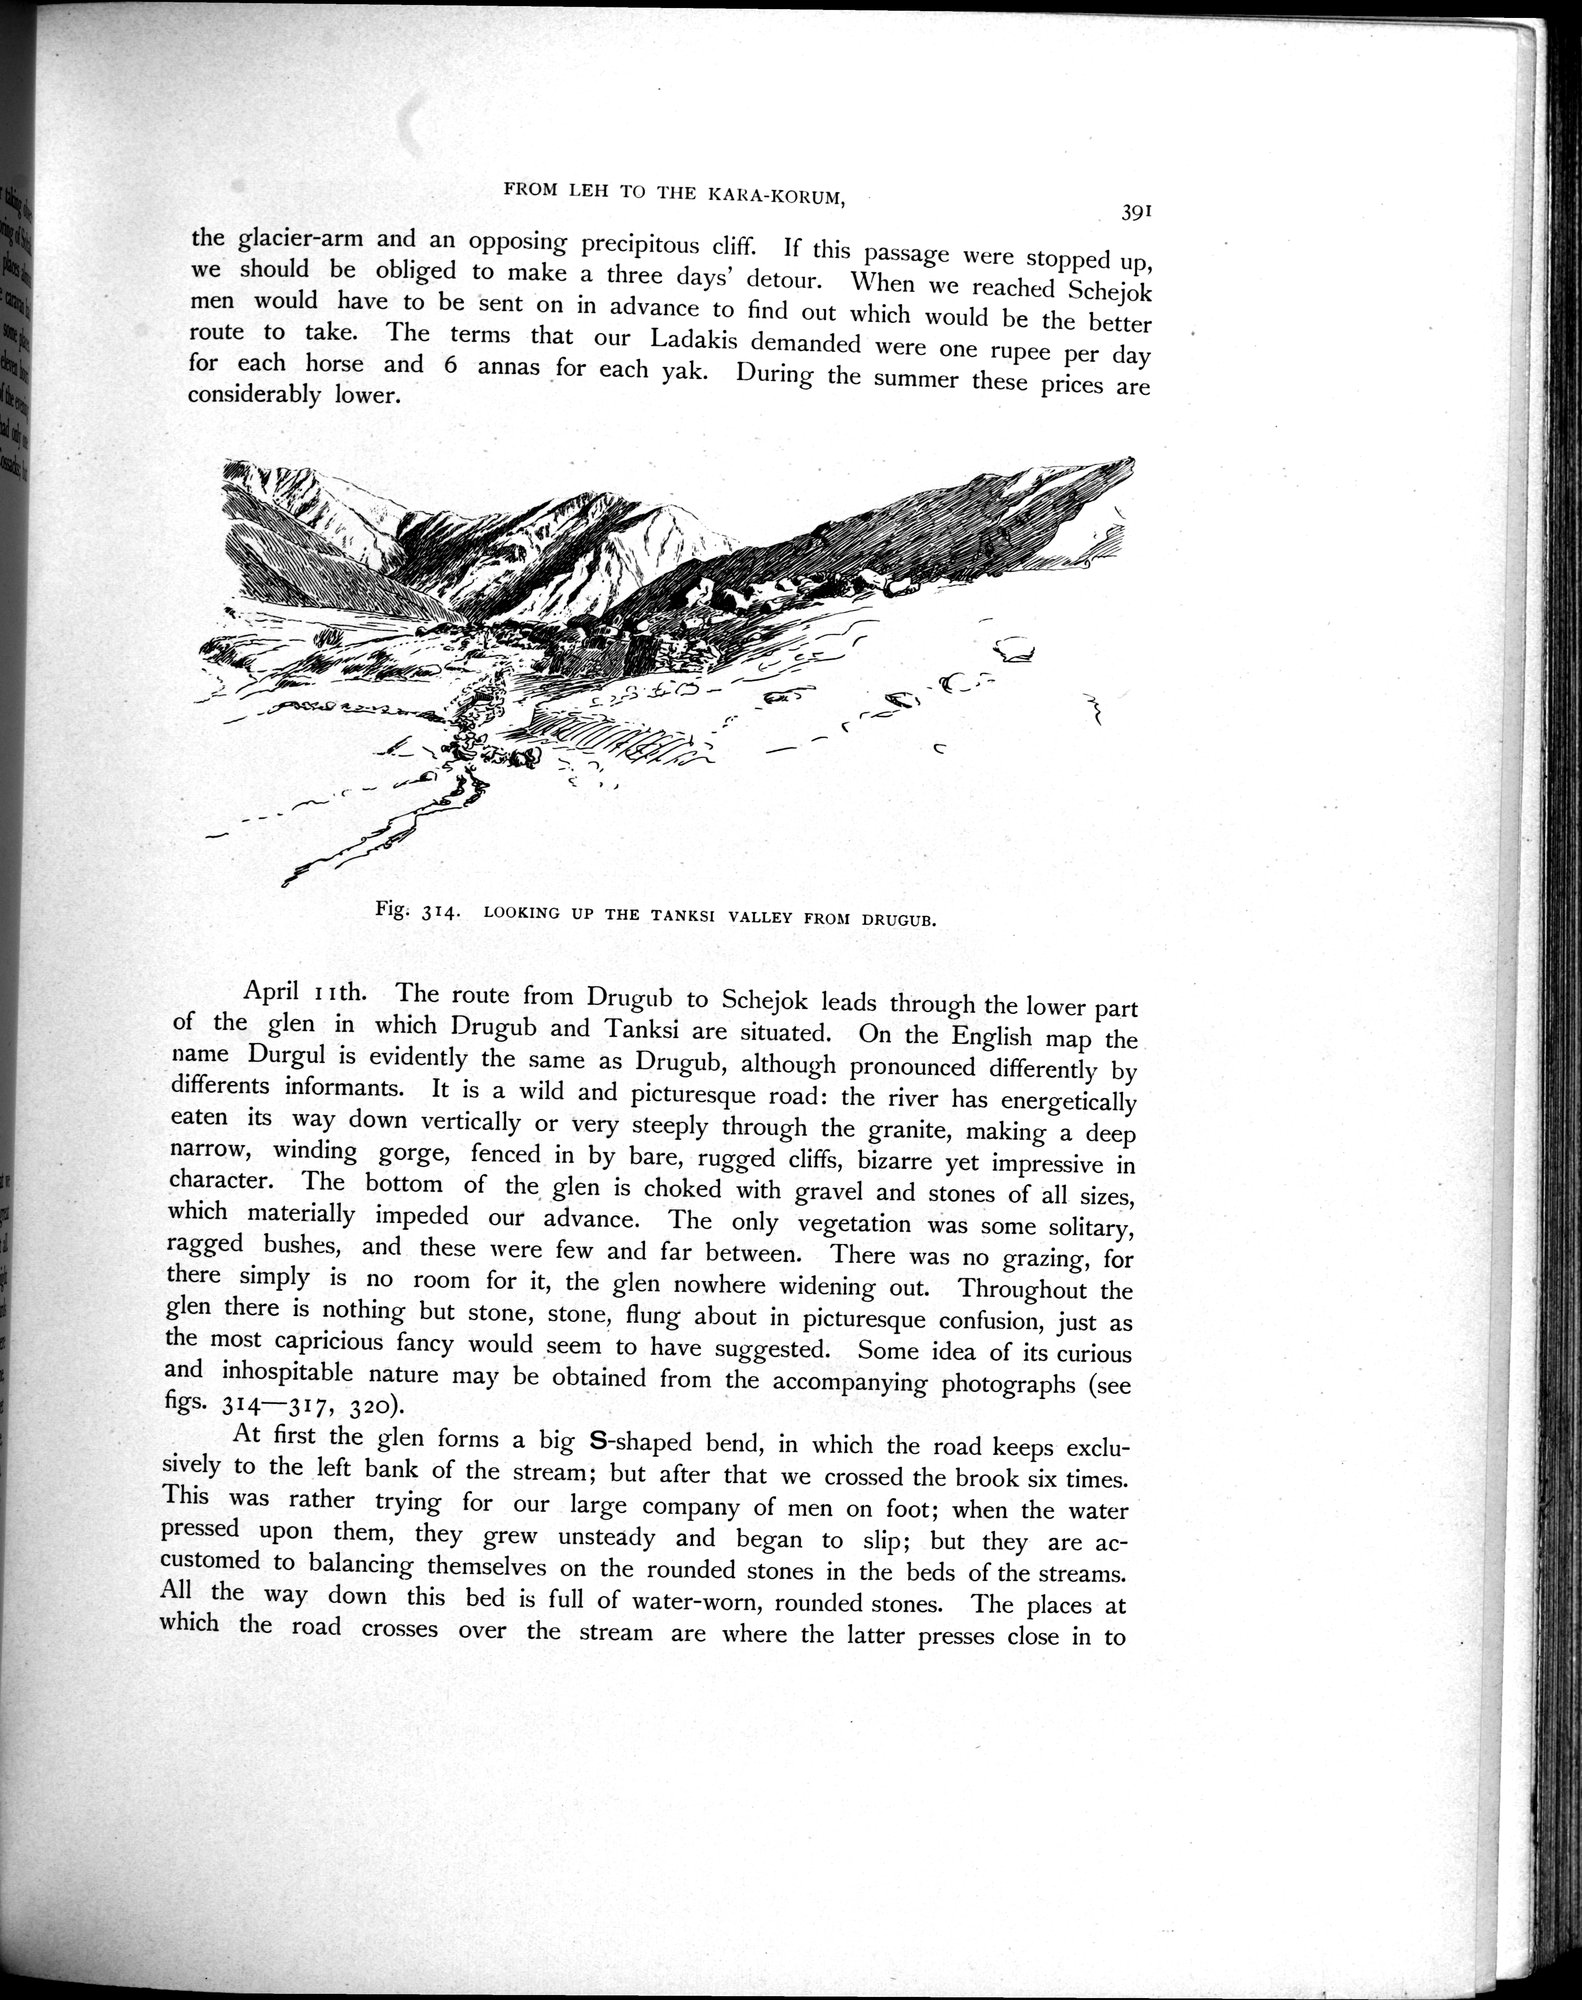 FROM LEH TO THE KARA-KORUM,
391
the glacier-arm and an opposing precipitous cliff. If this passage were stopped up,
we should be obliged to make a three days' detour. When we reached Schejok
men would have to be sent on in advance to find out which would be the better
route to take. The terms that our Ladakis demanded were one rupee per day
for each horse and 6 annas for each yak. During the summer these prices are
considerably lower.
Fig. 314. LOOKING UP THE TANKSI VALLEY FROM DRUGUB.
April 11th. The route from Drugub to Schejok leads through the lower part
of the glen in which Drugub and Tanksi are situated. On the English map the
name Durgul is evidently the same as Drugub, although pronounced differently by
differents informants. It is a wild and picturesque road: the river has energetically
eaten its way down vertically or very steeply through the granite, making a deep
narrow, winding gorge, fenced in by bare, rugged cliffs, bizarre yet impressive in
character. The bottom of the glen is choked with gravel and stones of all sizes,
which materially impeded our advance. The only vegetation was some solitary,
ragged bushes, and these were few and far between. There was no grazing, for
there simply is no room for it, the glen nowhere widening out. Throughout the
glen there is nothing but stone, stone, flung about in picturesque confusion, just as
the most capricious fancy would seem to have suggested. Some idea of its curious
and inhospitable nature may be obtained from the accompanying photographs (see
figs. 314—317, 320).
At first the glen forms a big S-shaped bend, in which the road keeps exclu-
sively to the left bank of the stream; but after that we crossed the brook six times.
This was rather trying for our large company of men on foot; when the water
pressed upon them, they grew unsteady and began to slip; but they are ac-
customed to balancing themselves on the rounded stones in the beds of the streams.
All the way down this bed is full of water-worn, rounded stones. The places at
which the road crosses over the stream are where the latter presses close in to